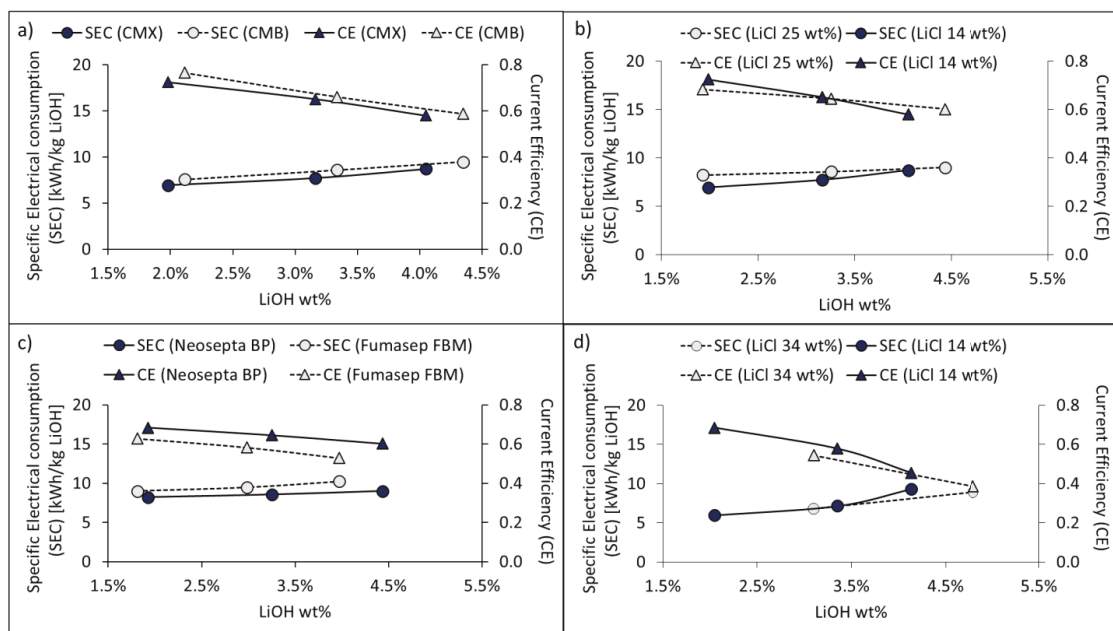 a)
SEC (CMX) SEC (CMB) CE (CMX) CE (CMB)
Specific Electrical consumption
(SEC) [kWh/kg LiOH]
20
15
10
5
0
0.8
0.6
0.4
0.2
0.0
Current Efficiency (CE)
1.5% 2.0% 2.5% 3.0% 3.5% 4.0% 4.5%
LiOH wt%
b)
SEC (LiCl 25 wt%) SEC (LiCl 14 wt%)
CE (LiCl 25 wt%) CE (LiCl 14 wt%)
Specific Electrical consumption
(SEC) [kWh/kg LiOH]
20
15
10
5
0
0.8
0.6
0.4
0.2
0.0
Current Efficiency (CE)
1.5% 2.5% 3.5% 4.5% 5.5%
LiOH wt%
c)
SEC (Neosepta BP) SEC (Fumasep FBM)
CE (Neosepta BP) CE (Fumasep FBM)
Specific Electrical consumption
(SEC) [kWh/kg LiOH]
20
15
10
5
0
0.8
0.6
0.4
0.2
0.0
Current Efficiency (CE)
1.5% 2.5% 3.5% 4.5% 5.5%
LiOH wt%
d)
SEC (LiCl 34 wt%) SEC (LiCl 14 wt%)
CE (LiCl 34 wt%) CE (LiCl 14 wt%)
Specific Electrical consumption
(SEC) [kWh/kg LiOH]
20
15
10
5
0
0.8
0.6
0.4
0.2
0.0
Current Efficiency (CE)
1.5% 2.5% 3.5% 4.5% 5.5%
LiOH wt%